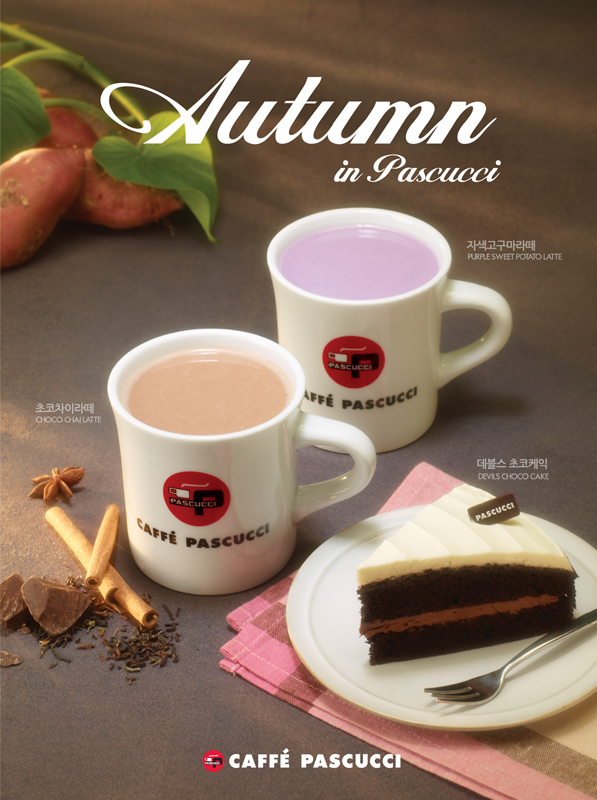 Autumn
in Pascucci
자색고구마라떼
PURPLE SWEET POTATO LATTE
PASCUCCI
CAFFÉ PASCUCCI
초코차이라떼
CHOCO CHAI LATTE
PASCUCCI
CAFFÉ PASCUCCI
데블스 초코케익
DEVILS CHOCO CAKE
PASCUCCI
CAFFÉ PASCUCCI